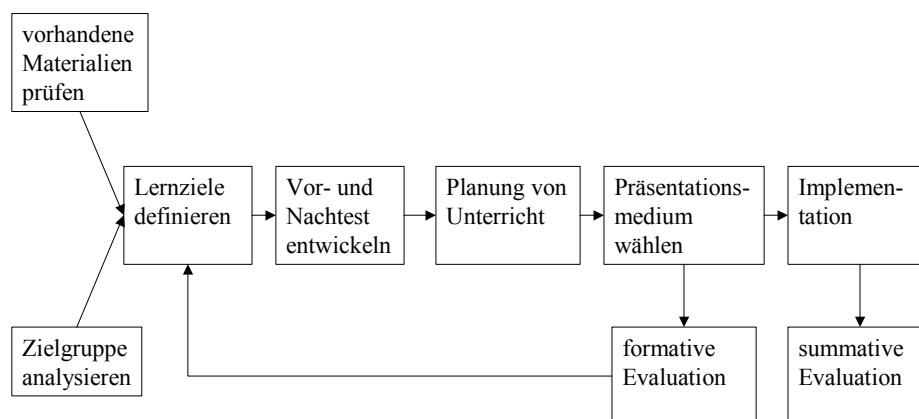 vorhandene
Materialien
prüfen
Lernziele
definieren
Vor- und
Nachtest
entwickeln
Planung von
Unterricht
Präsentations-
medium
wählen
Implemen-
tation
Zielgruppe
analysieren
formative
Evaluation
summative
Evaluation